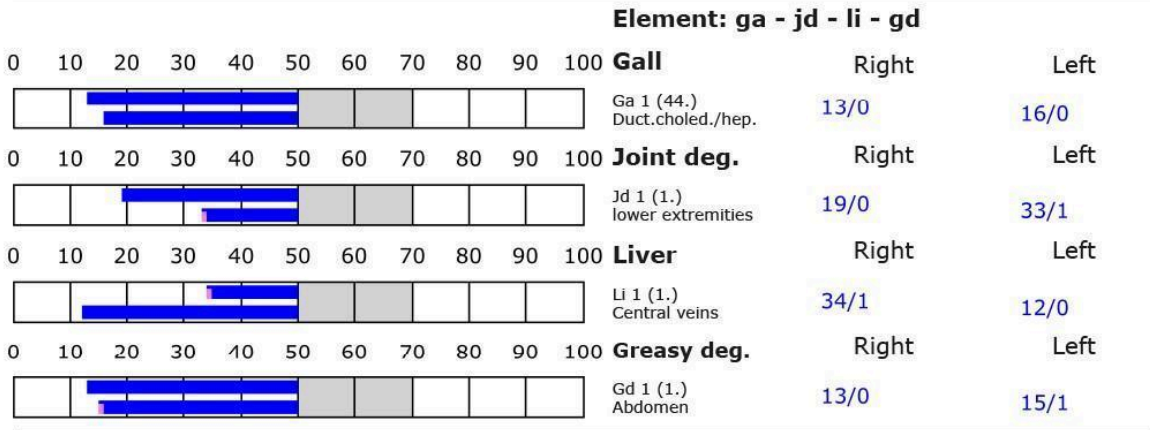 Element: ga - jd - li - gd
0 10 20 30 40 50 60 70 80 90 100 Gall Right Left
Ga 1 (44.)
Duct.choled./hep. 13/0 16/0
0 10 20 30 40 50 60 70 80 90 100 Joint deg. Right Left
Jd 1 (1.)
lower extremities 19/0 33/1
0 10 20 30 40 50 60 70 80 90 100 Liver Right Left
Li 1 (1.)
Central veins 34/1 12/0
0 10 20 30 40 50 60 70 80 90 100 Greasy deg. Right Left
Gd 1 (1.)
Abdomen 13/0 15/1